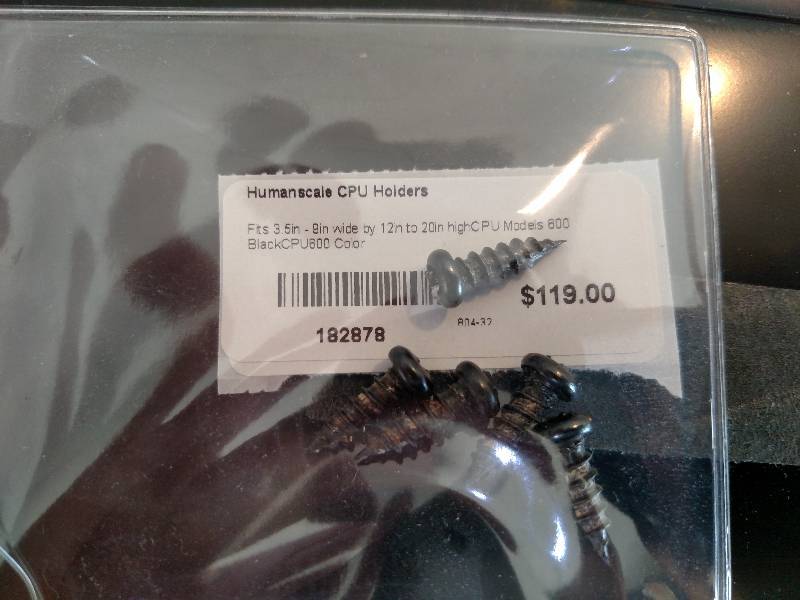 Humanscale CPU Holders
Fits 3.5in - 9in wide by 12in to 20in highCPU Models 600
BlackCPU600 Color
$119.00
804-32
182878